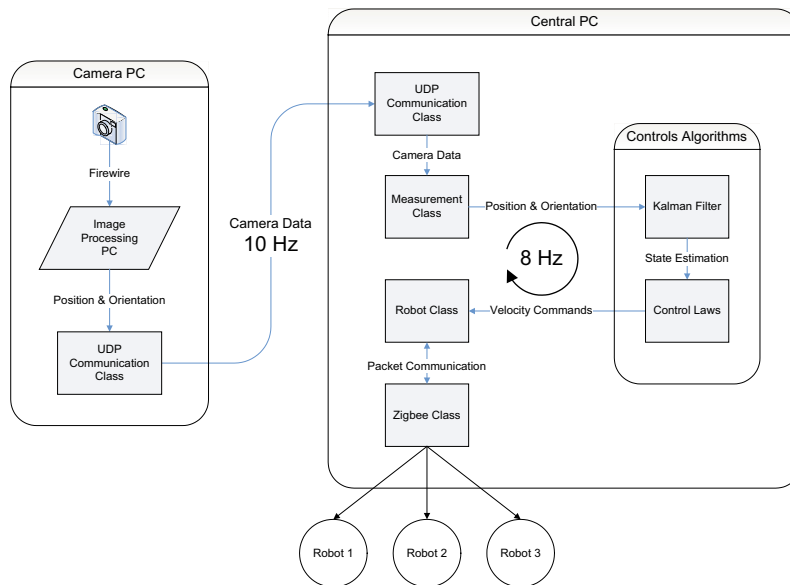 Central PC
Camera PC
UDP
Communication
Class
Controls Algorithms
Firewire
Camera Data
Image
Processing
PC
Camera Data
10 Hz
Measurement
Class
Position & Orientation
Kalman Filter
8 Hz
State Estimation
Position & Orientation
Robot Class
Velocity Commands
Control Laws
UDP
Communication
Class
Packet Communication
Zigbee Class
Robot 1
Robot 2
Robot 3